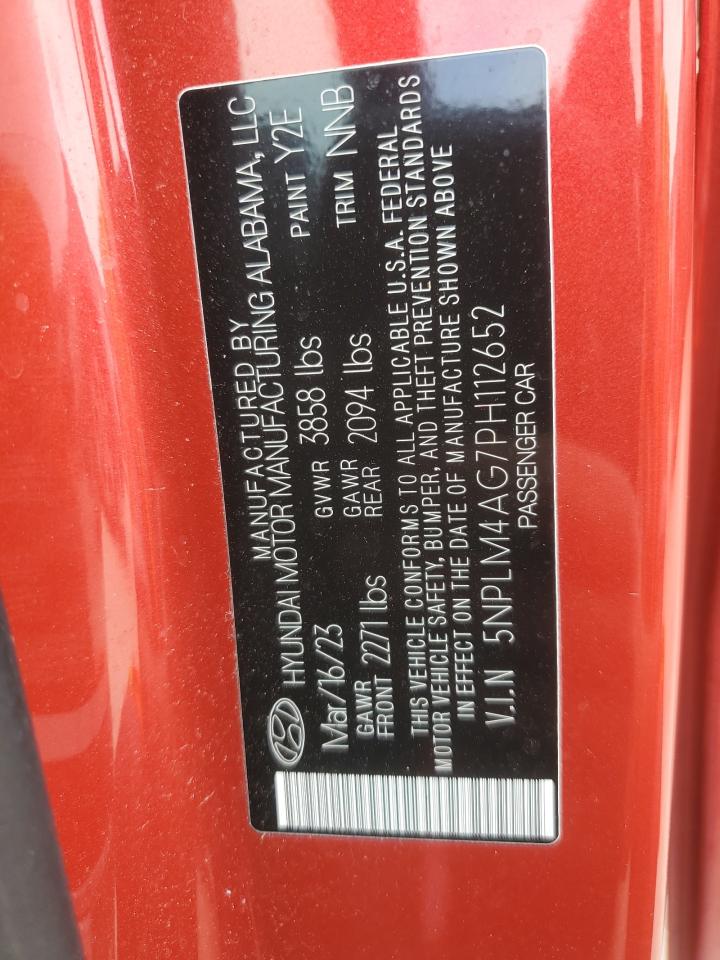 MANUFACTURED BY
HYUNDAI MOTOR MANUFACTURING ALABAMA, LLC
Mar/16/23 GVWR 3858 lbs PAINT Y2E
GAWR FRONT 2271 lbs GAWR REAR 2094 lbs TRIM NNB
THIS VEHICLE CONFORMS TO ALL APPLICABLE U.S.A. FEDERAL
MOTOR VEHICLE SAFETY, BUMPER, AND THEFT PREVENTION STANDARDS
IN EFFECT ON THE DATE OF MANUFACTURE SHOWN ABOVE
V.I.N 5NPLM4AG7PH112652
PASSENGER CAR